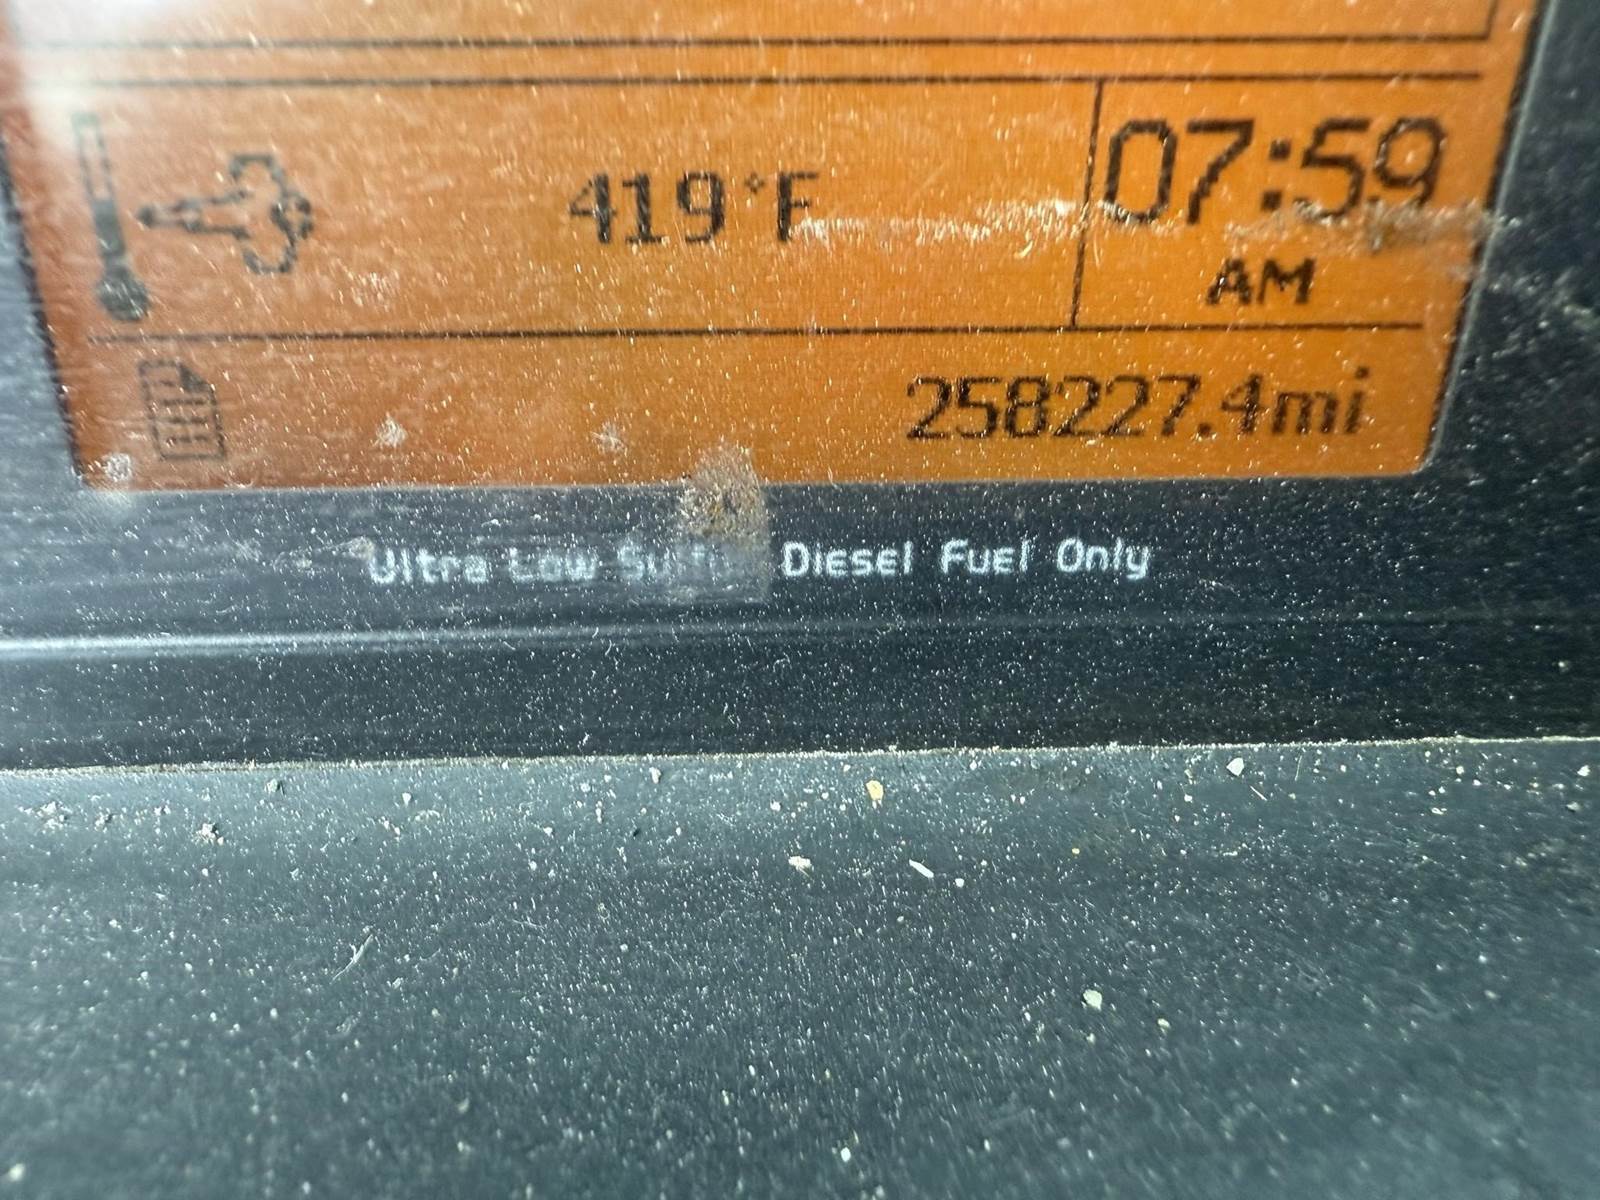 419°F
07:59
AM
258227.4mi
Ultra Low Diesel Fuel Only